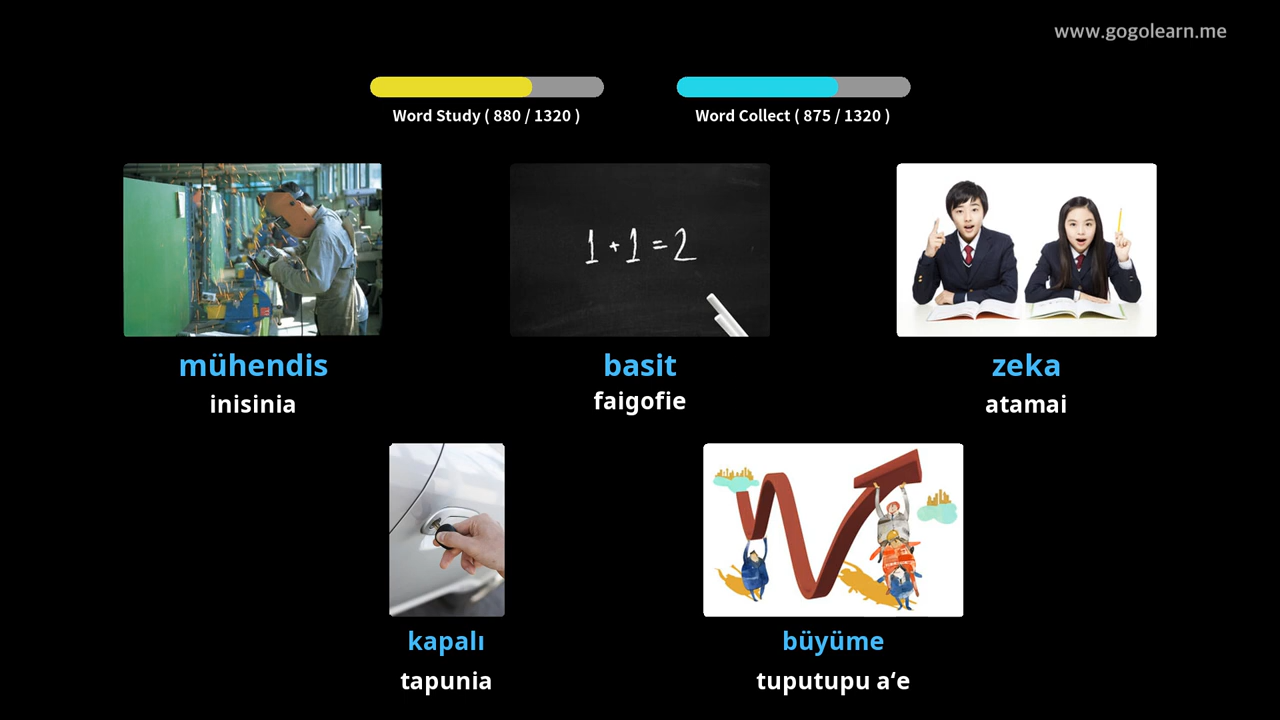 www.gogolearn.me
Word Study ( 880 / 1320 )
Word Collect ( 875 / 1320 )
1 + 1 = 2
mühendis
inisinia
basit
faigofie
zeka
atamai
kapalı
tapunia
büyüme
tuputupu aʻe